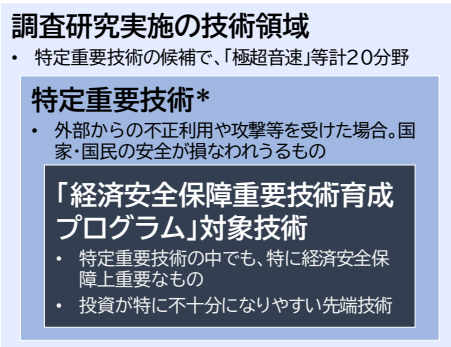 調査研究実施の技術領域
• 特定重要技術の候補で、「極超音速」等計20分野
特定重要技術*
• 外部からの不正利用や攻撃等を受けた場合。国
家・国民の安全が損なわれうるもの
「経済安全保障重要技術育成
プログラム」対象技術
• 特定重要技術の中でも、特に経済安全保
障上重要なもの
• 投資が特に不十分になりやすい先端技術